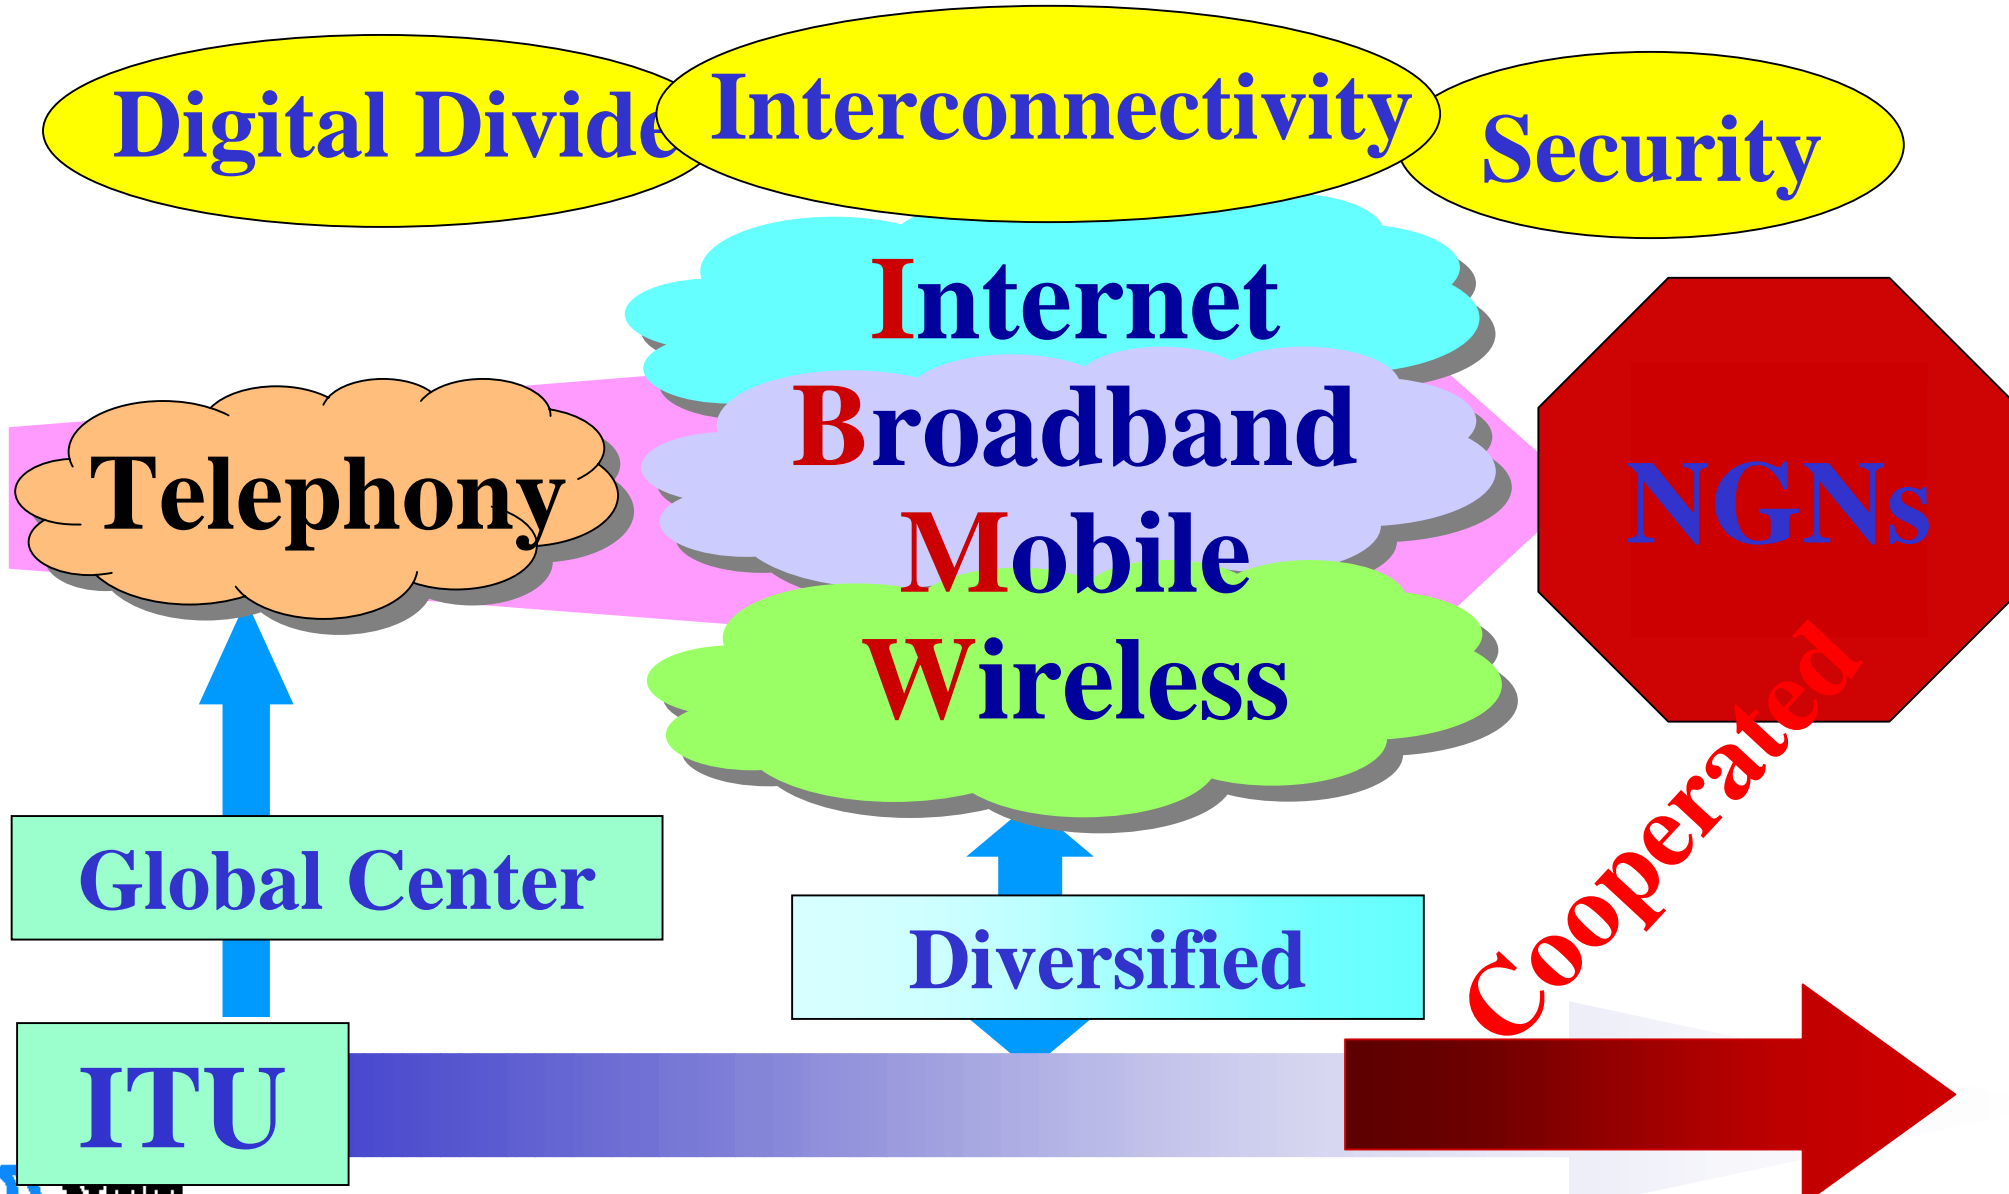 Digital Divide
Interconnectivity
Security
Internet
Broadband
Mobile
Wireless
Telephony
NGNs
Cooperated
Global Center
Diversified
ITU